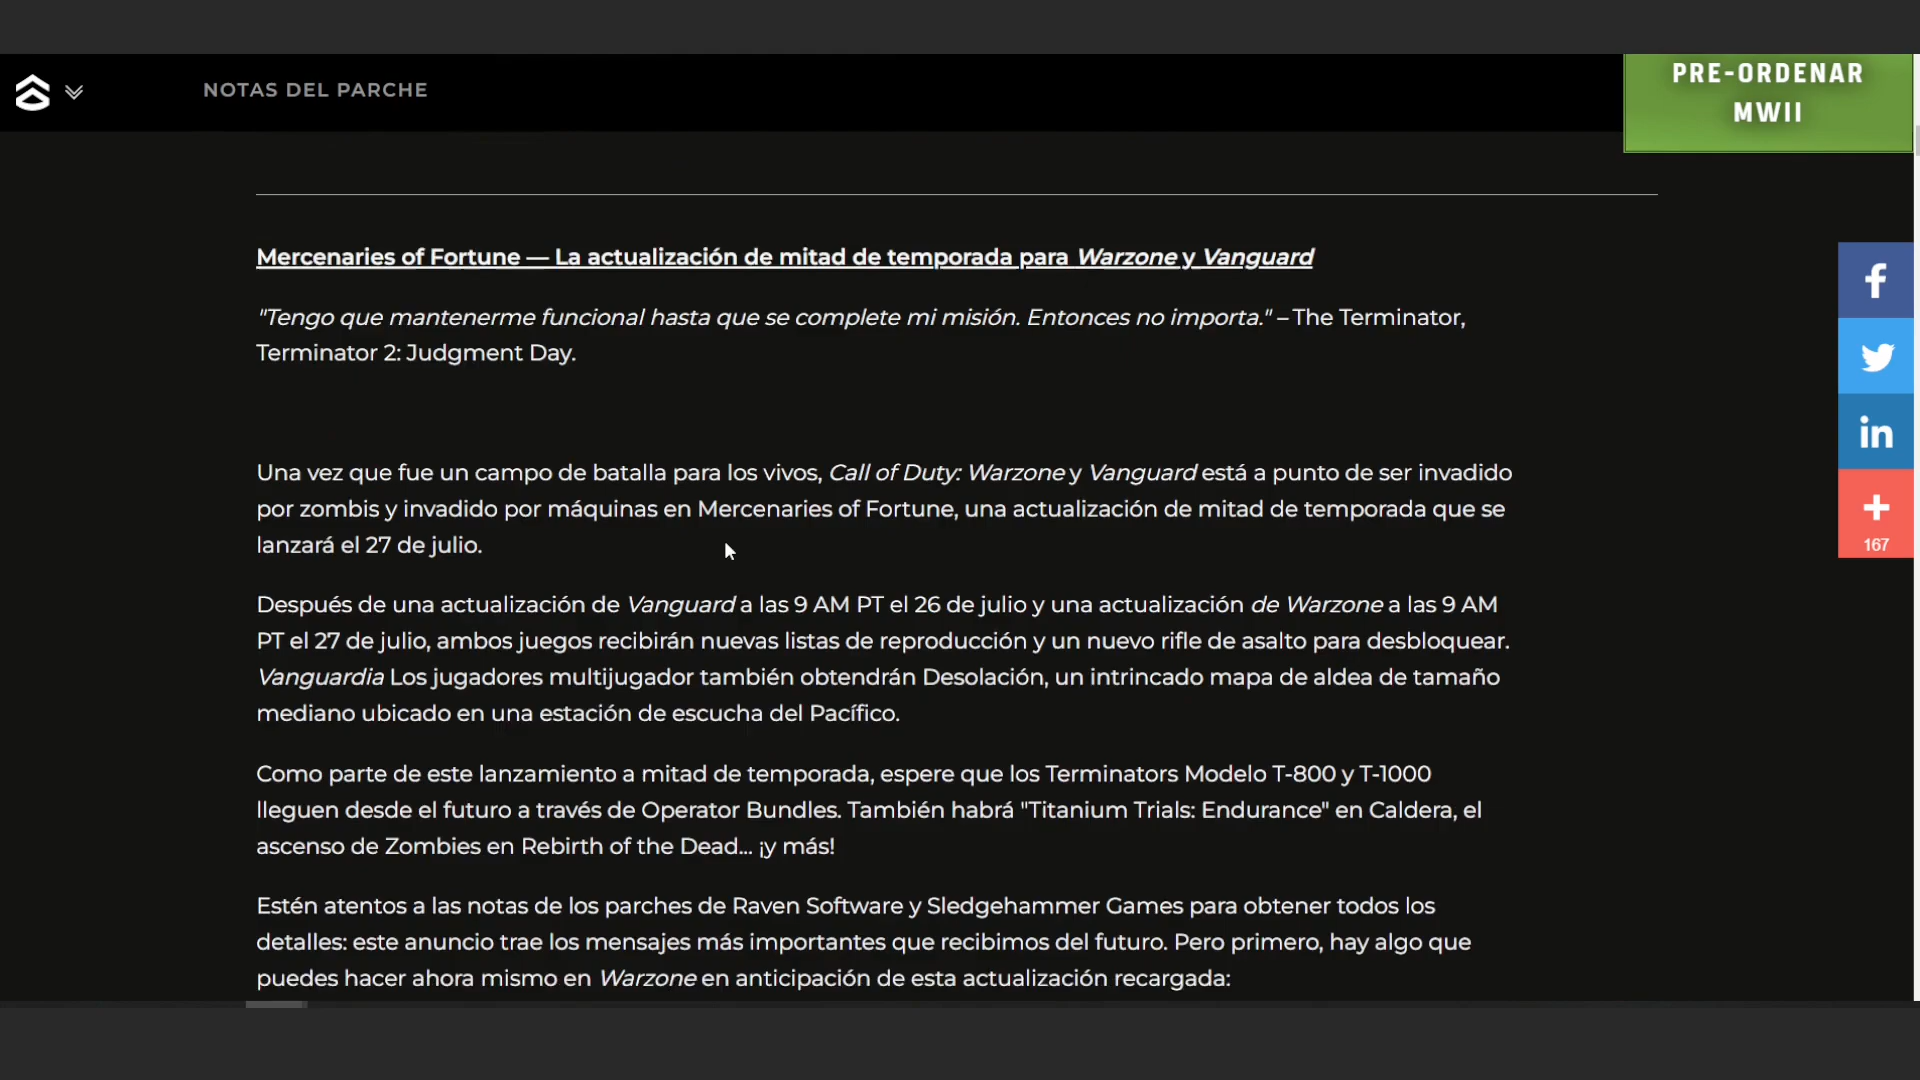 NOTAS DEL PARCHE
PRE-ORDENAR
MWII
Mercenaries of Fortune — La actualización de mitad de temporada para Warzone y Vanguard
"Tengo que mantenerme funcional hasta que se complete mi misión. Entonces no importa." – The Terminator,
Terminator 2: Judgment Day.
Una vez que fue un campo de batalla para los vivos, Call of Duty: Warzone y Vanguard está a punto de ser invadido
por zombis y invadido por máquinas en Mercenaries of Fortune, una actualización de mitad de temporada que se
lanzará el 27 de julio.
Después de una actualización de Vanguard a las 9 AM PT el 26 de julio y una actualización de Warzone a las 9 AM
PT el 27 de julio, ambos juegos recibirán nuevas listas de reproducción y un nuevo rifle de asalto para desbloquear.
Vanguardia Los jugadores multijugador también obtendrán Desolación, un intrincado mapa de aldea de tamaño
mediano ubicado en una estación de escucha del Pacífico.
Como parte de este lanzamiento a mitad de temporada, espere que los Terminators Modelo T-800 y T-1000
lleguen desde el futuro a través de Operator Bundles. También habrá "Titanium Trials: Endurance" en Caldera, el
ascenso de Zombies en Rebirth of the Dead... ¡y más!
Estén atentos a las notas de los parches de Raven Software y Sledgehammer Games para obtener todos los
detalles: este anuncio trae los mensajes más importantes que recibimos del futuro. Pero primero, hay algo que
puedes hacer ahora mismo en Warzone en anticipación de esta actualización recargada:
167